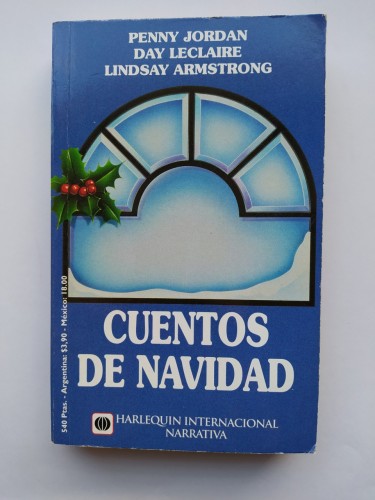 PENNY JORDAN
DAY LECLAIRE
LINDSAY ARMSTRONG
540 Ptas. - Argentina: $3,90 - México: 18.00
CUENTOS
DE NAVIDAD
HARLEQUIN INTERNACIONAL
NARRATIVA